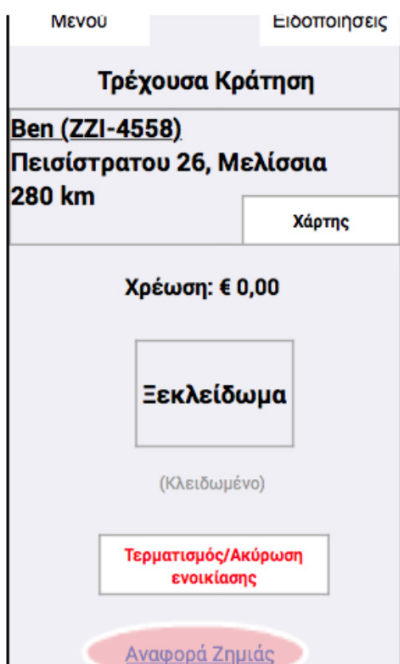 Μενού Ειδοποιήσεις
Τρέχουσα Κράτηση
Ben (ZZI-4558)
Πεισίστρατου 26, Μελίσσια
280 km
Χάρτης
Χρέωση: € 0,00
Ξεκλείδωμα
(Κλειδωμένο)
Τερματισμός/Ακύρωση
ενοικίασης
Αναφορά Ζημιάς